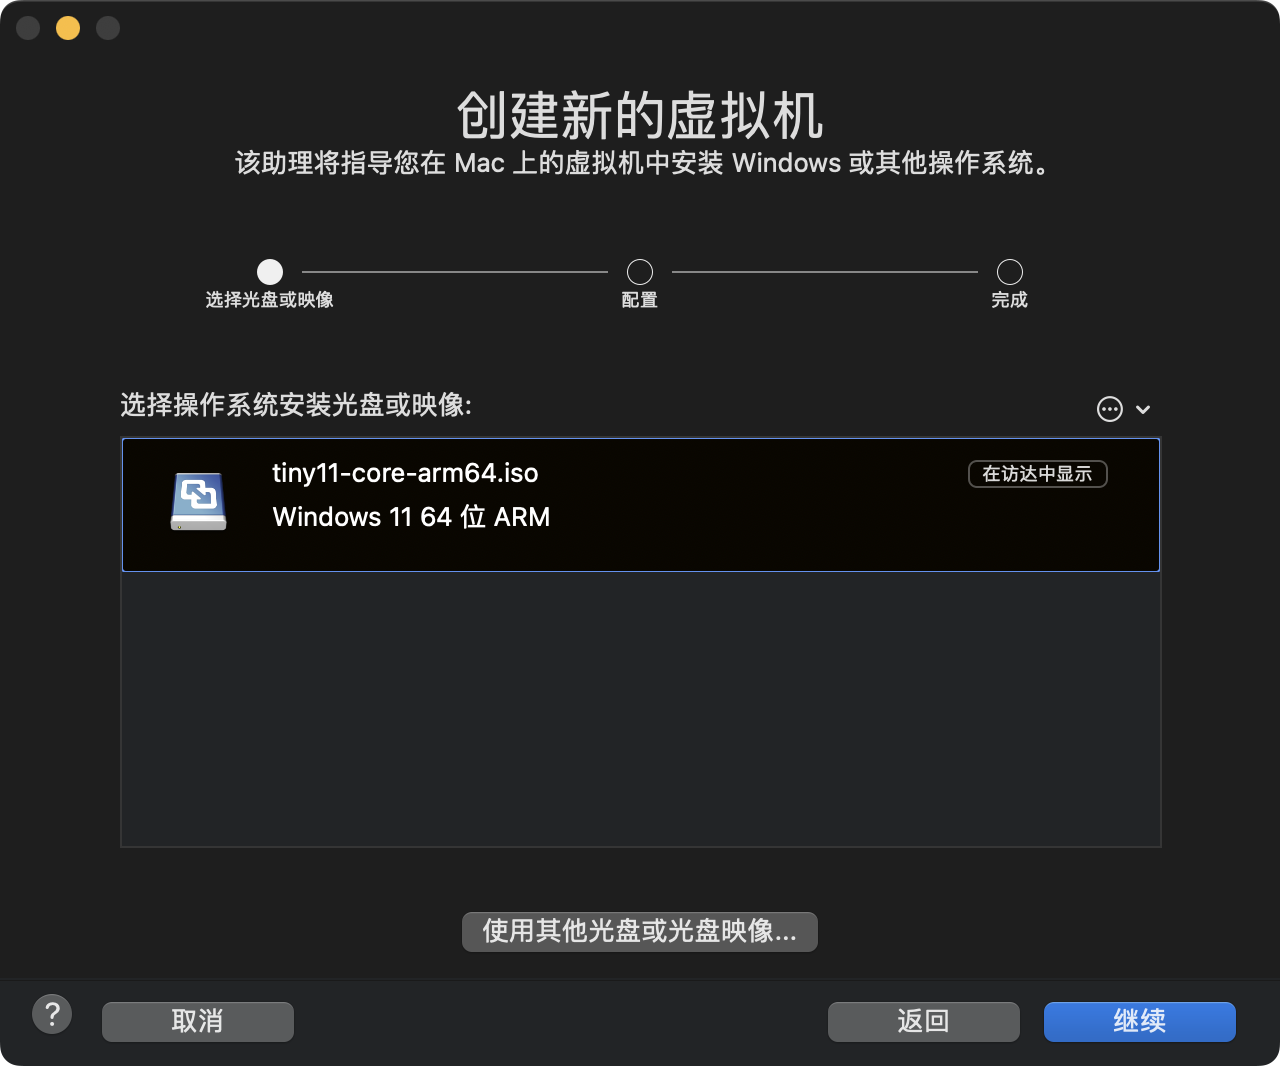 创建新的虚拟机
该助理将指导您在 Mac 上的虚拟机中安装 Windows 或其他操作系统。
选择光盘或映像
配置
完成
选择操作系统安装光盘或映像:
tiny11-core-arm64.iso
在访达中显示
Windows 11 64 位 ARM
使用其他光盘或光盘映像...
?
取消
返回
继续